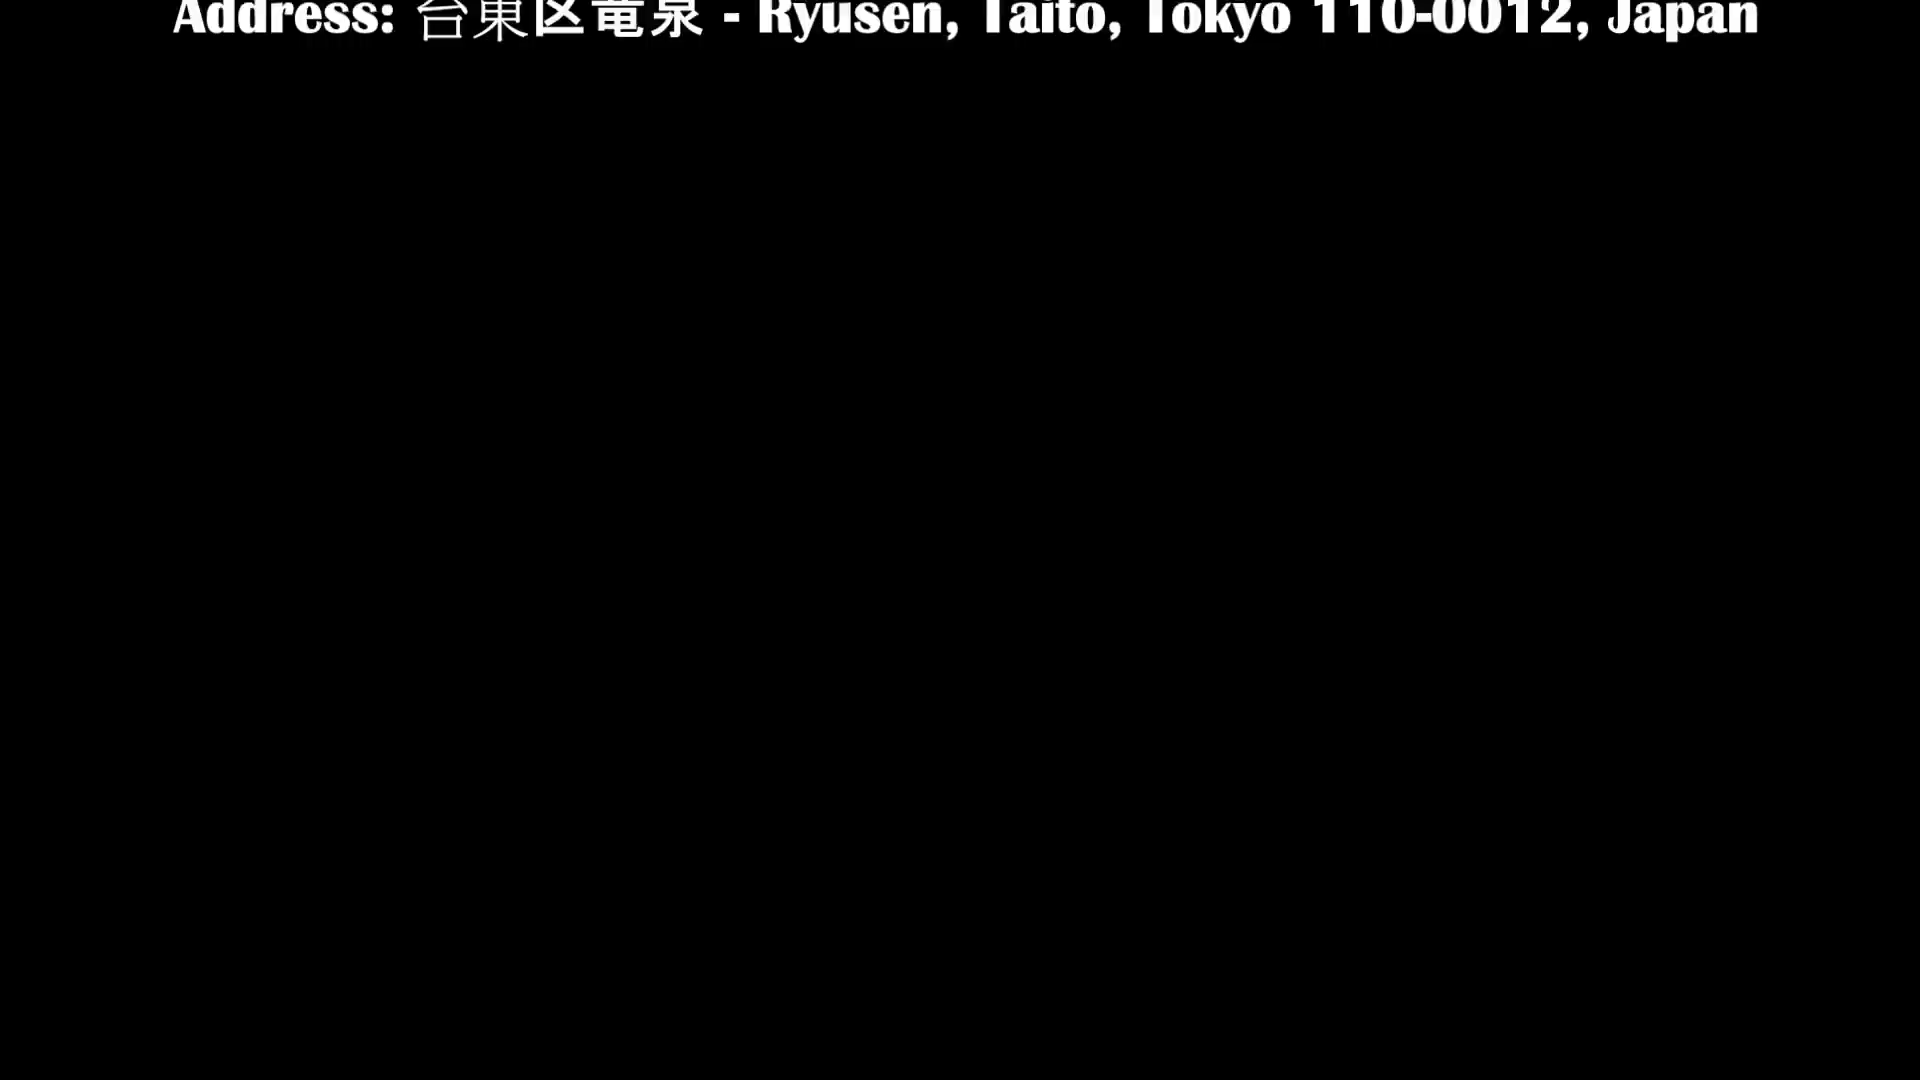 Address: 台東区竜泉 - Ryusen, Taito, Tokyo 110-0012, Japan